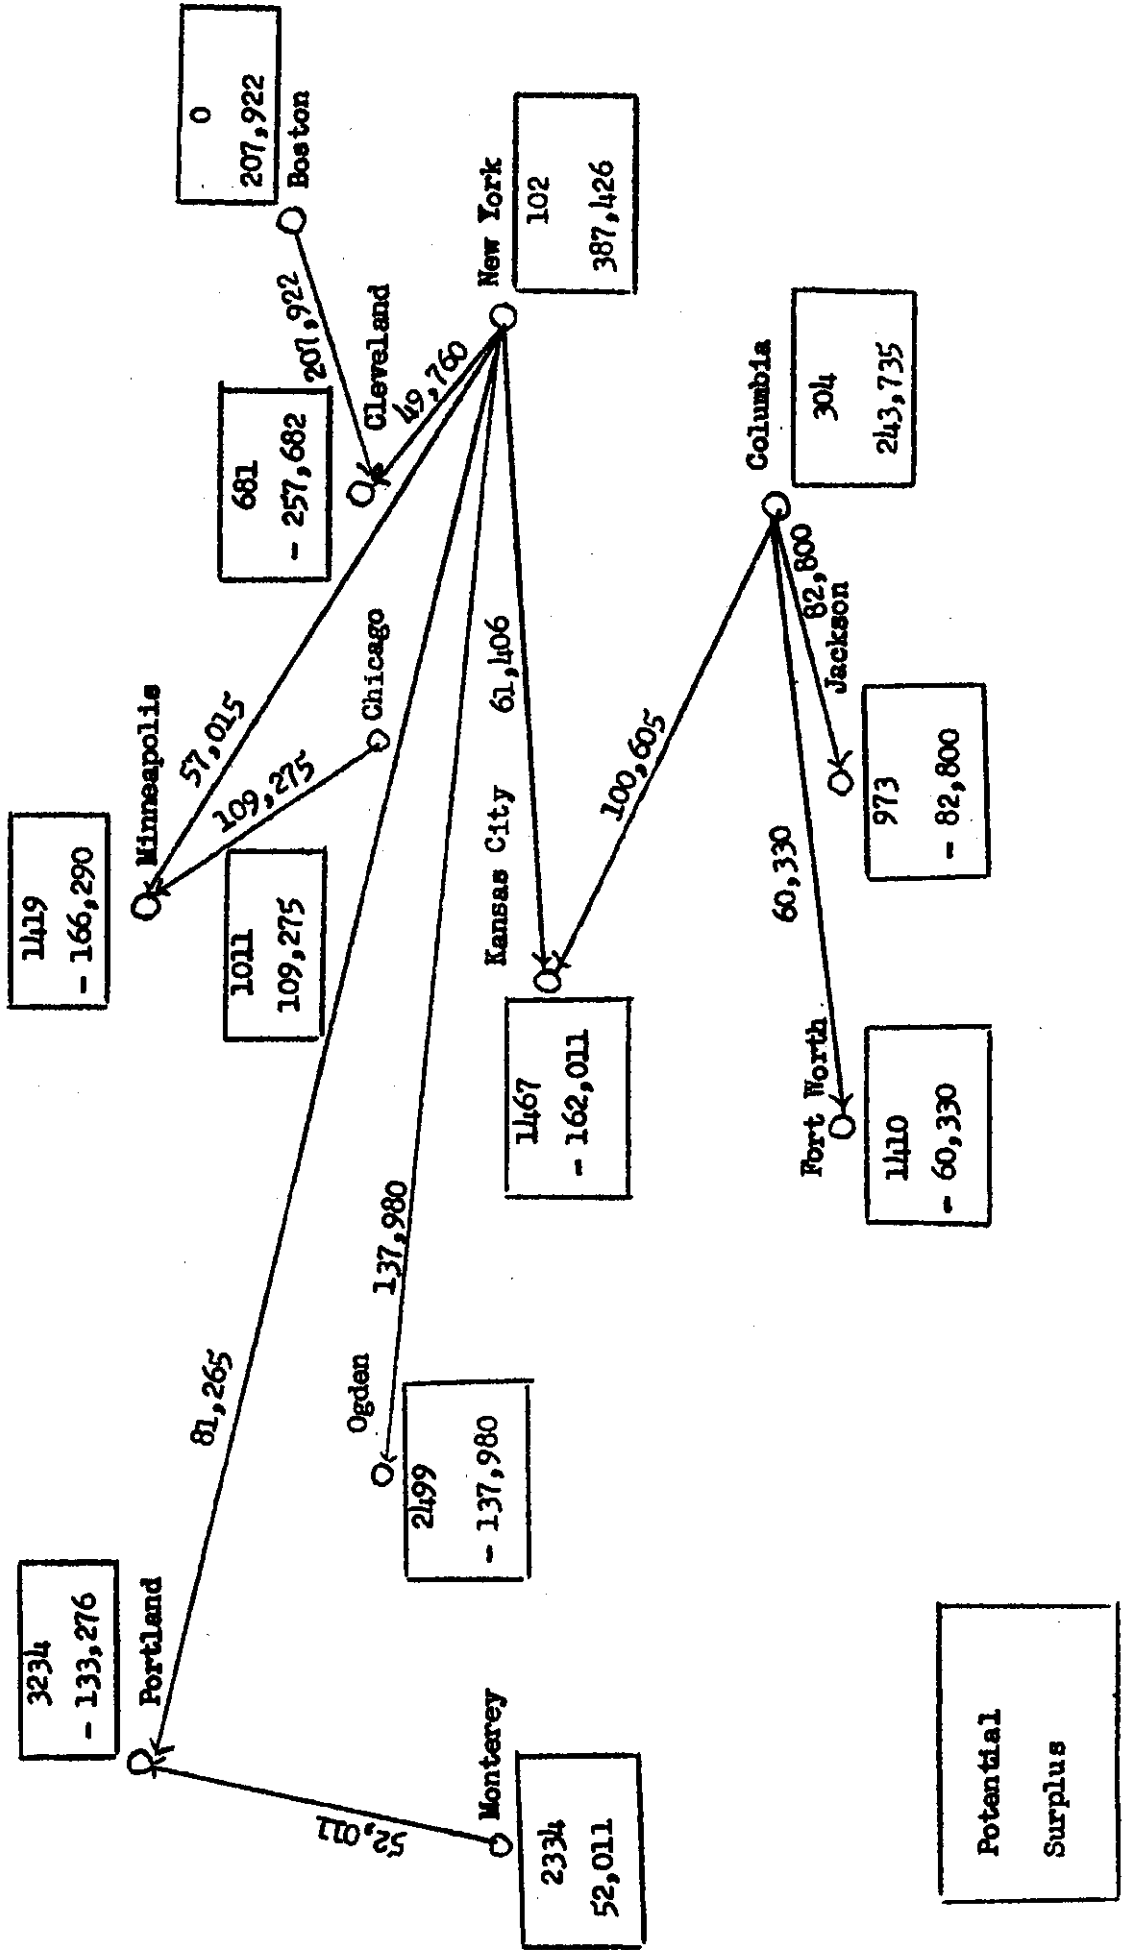 3234
- 133,276
Portland
1419
- 166,290
Minneapolis
0
207,922
Boston
81,265
57,015
109,275
207,922
681
- 257,682
Cleveland
49,760
1011
109,275
Chicago
Ogden
2499
- 137,980
137,980
52,011
Monterey
2334
52,011
Kansas City
61,406
1467
- 162,011
New York
102
387,426
100,605
Columbia
304
243,735
60,330
82,800
Jackson
973
- 82,800
Fort Worth
1410
- 60,330
Potential
Surplus